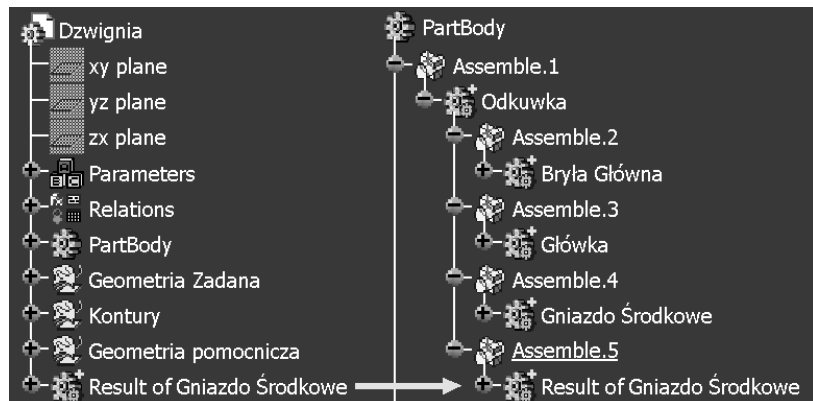 Dzwignia
xy plane
yz plane
zx plane
Parameters
Relations
PartBody
Geometria Zadana
Kontury
Geometria pomocnicza
Result of Gniazdo Środkowe
PartBody
Assemble.1
Odkuwka
Assemble.2
Bryła Główna
Assemble.3
Główka
Assemble.4
Gniazdo Środkowe
Assemble.5
Result of Gniazdo Środkowe